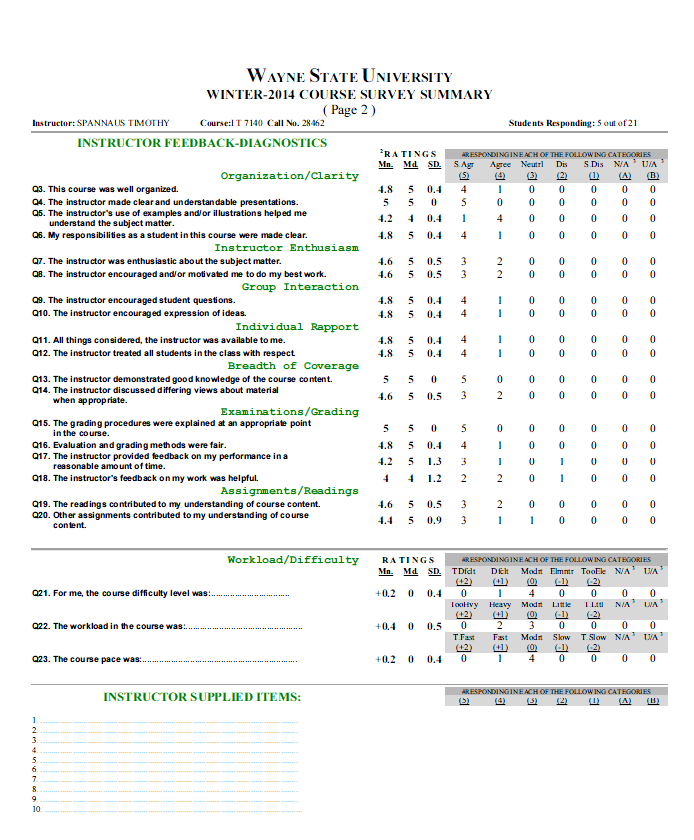 WAYNE STATE UNIVERSITY
WINTER-2014 COURSE SURVEY SUMMARY
( Page 2 )
Instructor: SPANNAUS TIMOTHY Course:I T 7140 Call No. 28462 Students Responding: 5 out of 21
INSTRUCTOR FEEDBACK-DIAGNOSTICS
2 RATINGS #RESPONDING IN EACH OF THE FOLLOWING CATEGORIES
Mn. Md. SD. S.Agr Agree Neutrl Dis S.Dis N/A 3 U/A 3
Organization/Clarity (5) (4) (3) (2) (1) (A) (B)
Q3. This course was well organized. 4.8 5 0.4 4 1 0 0 0 0 0
Q4. The instructor made clear and understandable presentations. 5 5 0 5 0 0 0 0 0 0
Q5. The instructor's use of examples and/or illustrations helped me
understand the subject matter. 4.2 4 0.4 1 4 0 0 0 0 0
Q6. My responsibilities as a student in this course were made clear. 4.8 5 0.4 4 1 0 0 0 0 0
Instructor Enthusiasm
Q7. The instructor was enthusiastic about the subject matter. 4.6 5 0.5 3 2 0 0 0 0 0
Q8. The instructor encouraged and/or motivated me to do my best work. 4.6 5 0.5 3 2 0 0 0 0 0
Group Interaction
Q9. The instructor encouraged student questions. 4.8 5 0.4 4 1 0 0 0 0 0
Q10. The instructor encouraged expression of ideas. 4.8 5 0.4 4 1 0 0 0 0 0
Individual Rapport
Q11. All things considered, the instructor was available to me. 4.8 5 0.4 4 1 0 0 0 0 0
Q12. The instructor treated all students in the class with respect. 4.8 5 0.4 4 1 0 0 0 0 0
Breadth of Coverage
Q13. The instructor demonstrated good knowledge of the course content. 5 5 0 5 0 0 0 0 0 0
Q14. The instructor discussed differing views about material
when appropriate. 4.6 5 0.5 3 2 0 0 0 0 0
Examinations/Grading
Q15. The grading procedures were explained at an appropriate point
in the course. 5 5 0 5 0 0 0 0 0 0
Q16. Evaluation and grading methods were fair. 4.8 5 0.4 4 1 0 0 0 0 0
Q17. The instructor provided feedback on my performance in a
reasonable amount of time. 4.2 5 1.3 3 1 0 1 0 0 0
Q18. The instructor's feedback on my work was helpful. 4 4 1.2 2 2 0 1 0 0 0
Assignments/Readings
Q19. The readings contributed to my understanding of course content. 4.6 5 0.5 3 2 0 0 0 0 0
Q20. Other assignments contributed to my understanding of course
content. 4.4 5 0.9 3 1 1 0 0 0 0
Workload/Difficulty RATINGS #RESPONDING IN EACH OF THE FOLLOWING CATEGORIES
Mn. Md. SD. T.Dfclt Dfclt Modrt Elmntr TooEle N/A 3 U/A 3
(+2) (+1) (0) (-1) (-2)
Q21. For me, the course difficulty level was:................................ +0.2 0 0.4 0 1 4 0 0 0 0
TooHvy Heavy Modrt Little T.Lttl N/A 3 U/A 3
(+2) (+1) (0) (-1) (-2)
Q22. The workload in the course was:............................................... +0.4 0 0.5 0 2 3 0 0 0 0
T.Fast Fast Modrt Slow T.Slow N/A 3 U/A 3
(+2) (+1) (0) (-1) (-2)
Q23. The course pace was:............................................................... +0.2 0 0.4 0 1 4 0 0 0 0
INSTRUCTOR SUPPLIED ITEMS: #RESPONDING IN EACH OF THE FOLLOWING CATEGORIES
(5) (4) (3) (2) (1) (A) (B)
1.
2.
3.
4.
5.
6.
7.
8.
9.
10.